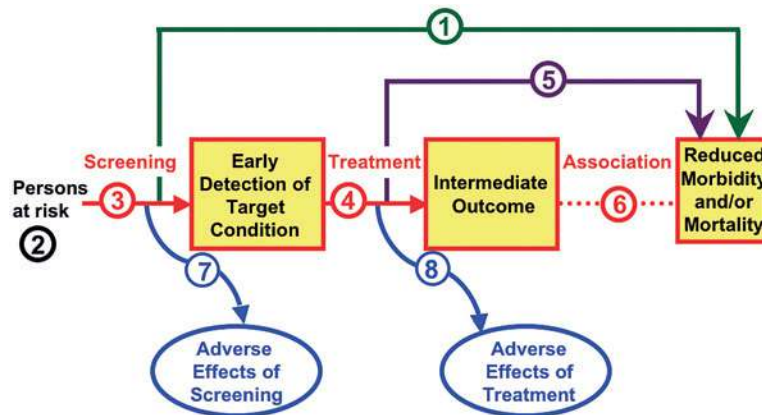 1
5
Screening
Early
Detection of
Target
Condition
Treatment
Intermediate
Outcome
Association
Reduced
Morbidity
and/or
Mortality
Persons
at risk
2
3
4
6
7
8
Adverse
Effects of
Screening
Adverse
Effects of
Treatment